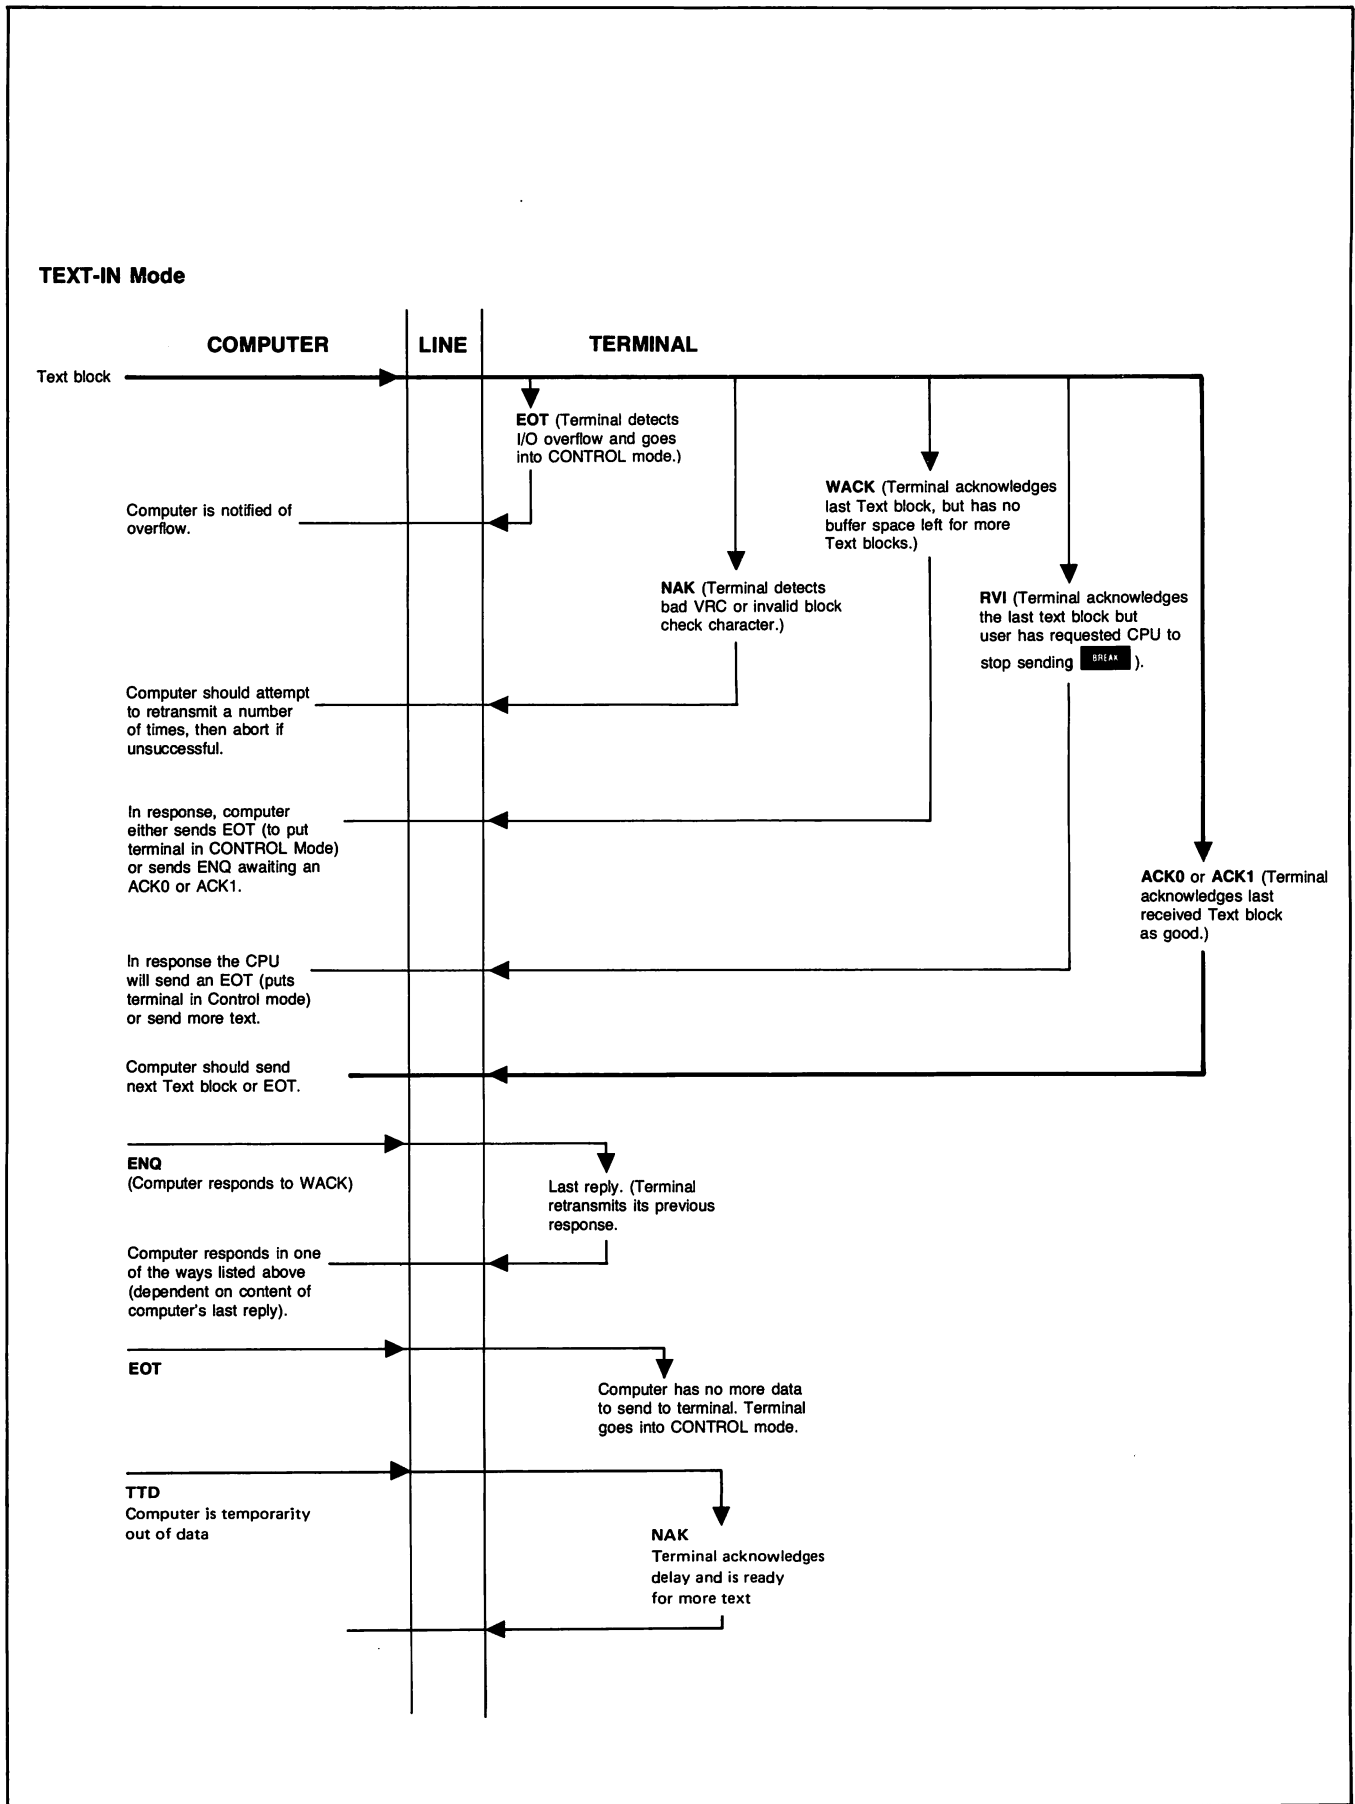 TEXT-IN Mode
COMPUTER
LINE
TERMINAL
Text block
EOT (Terminal detects
I/O overflow and goes
into CONTROL mode.)
WACK (Terminal acknowledges
last Text block, but has no
buffer space left for more
Text blocks.)
Computer is notified of
overflow.
NAK (Terminal detects
bad VRC or invalid block
check character.)
RVI (Terminal acknowledges
the last text block but
user has requested CPU to
stop sending BREAK ).
Computer should attempt
to retransmit a number
of times, then abort if
unsuccessful.
In response, computer
either sends EOT (to put
terminal in CONTROL Mode)
or sends ENQ awaiting an
ACK0 or ACK1.
ACK0 or ACK1 (Terminal
acknowledges last
received Text block
as good.)
In response the CPU
will send an EOT (puts
terminal in Control mode)
or send more text.
Computer should send
next Text block or EOT.
ENQ
(Computer responds to WACK)
Last reply. (Terminal
retransmits its previous
response.
Computer responds in one
of the ways listed above
(dependent on content of
computer's last reply).
EOT
Computer has no more data
to send to terminal. Terminal
goes into CONTROL mode.
TTD
Computer is temporarity
out of data
NAK
Terminal acknowledges
delay and is ready
for more text